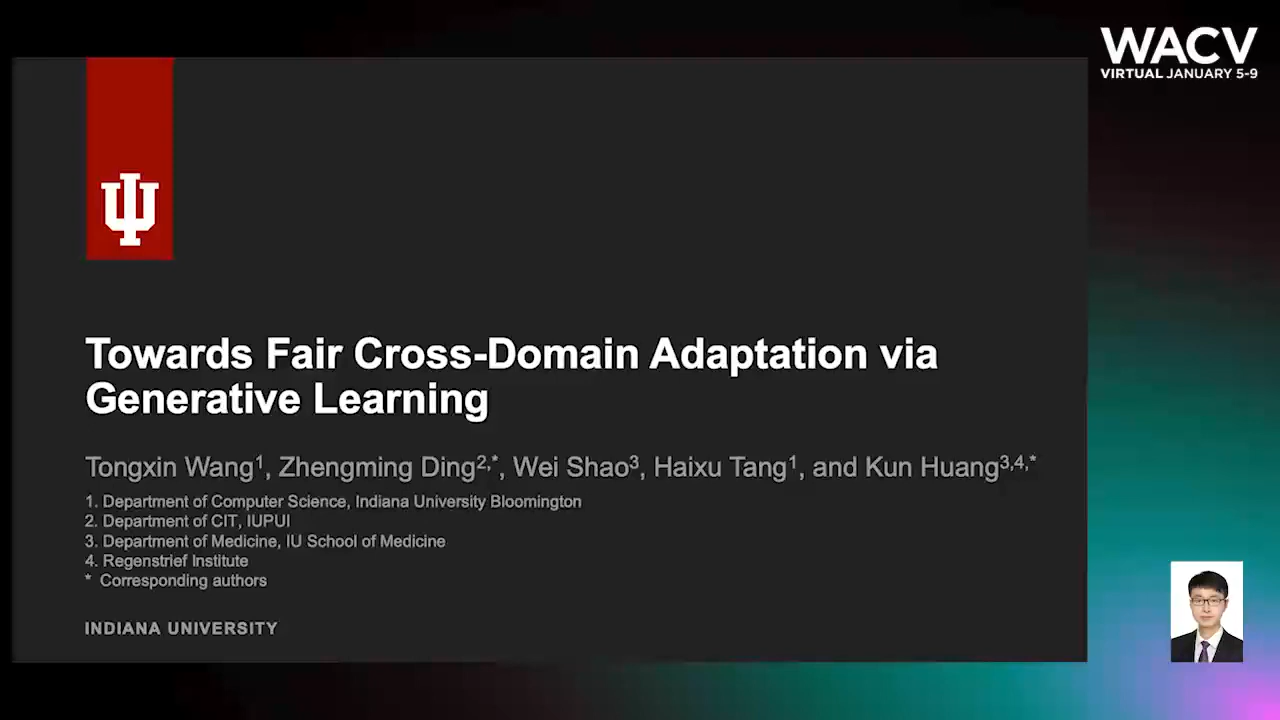 WACV
VIRTUAL JANUARY 5-9
Towards Fair Cross-Domain Adaptation via
Generative Learning
Tongxin Wang1, Zhengming Ding2,*, Wei Shao3, Haixu Tang1, and Kun Huang3,4,*
1. Department of Computer Science, Indiana University Bloomington
2. Department of CIT, IUPUI
3. Department of Medicine, IU School of Medicine
4. Regenstrief Institute
* Corresponding authors
INDIANA UNIVERSITY